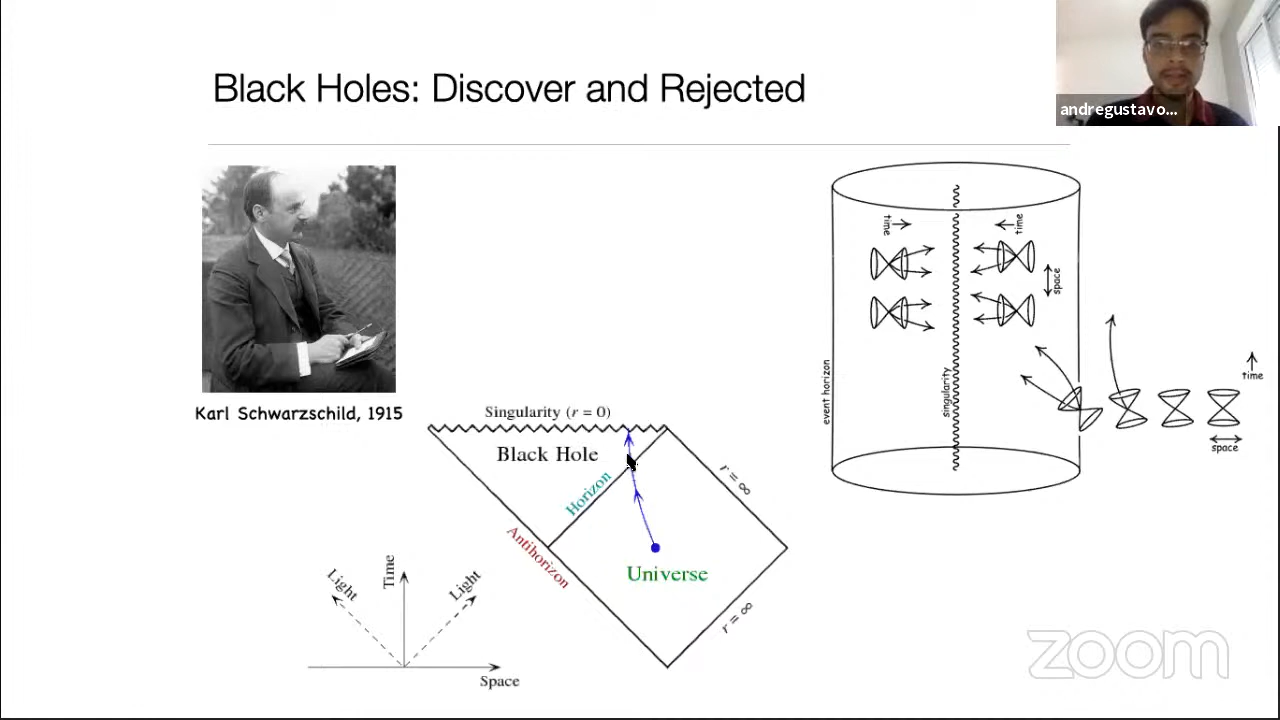 Black Holes: Discover and Rejected
andregustavo...
Karl Schwarzschild, 1915
Singularity (r = 0)
Black Hole
Horizon
Antihorizon
Universe
r = ∞
r = ∞
Light
Time
Light
Space
time
time
space
event horizon
singularity
time
space
zoom